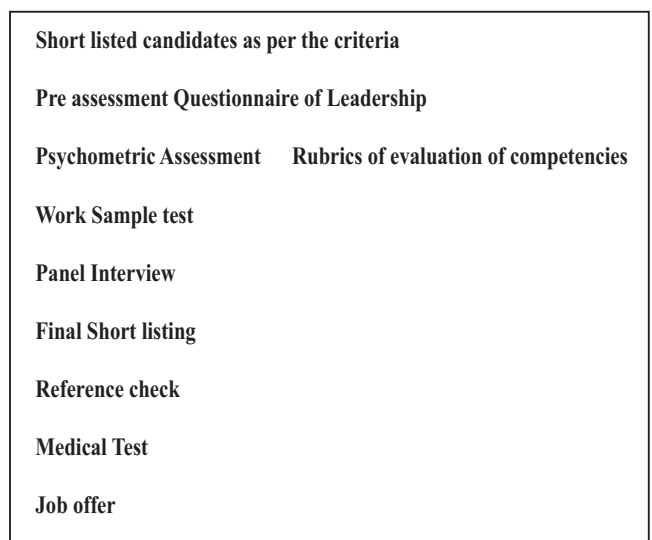 Short listed candidates as per the criteria
Pre assessment Questionnaire of Leadership
Psychometric Assessment Rubrics of evaluation of competencies
Work Sample test
Panel Interview
Final Short listing
Reference check
Medical Test
Job offer